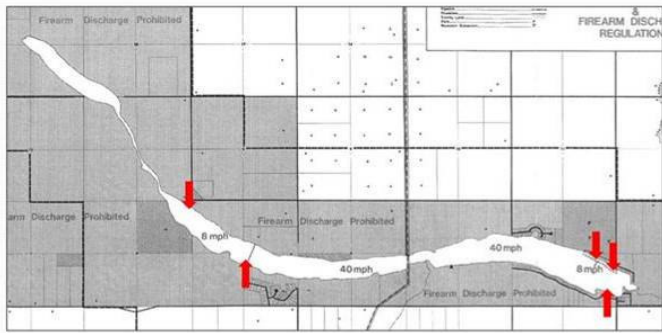 &
FIREARM DISCH
REGULATION
Firearm Discharge Prohibited
arm Discharge Prohibited
Firearm Discharge Prohibited
8 mph
40 mph
40 mph
8 mph
Firearm Discharge Prohibited